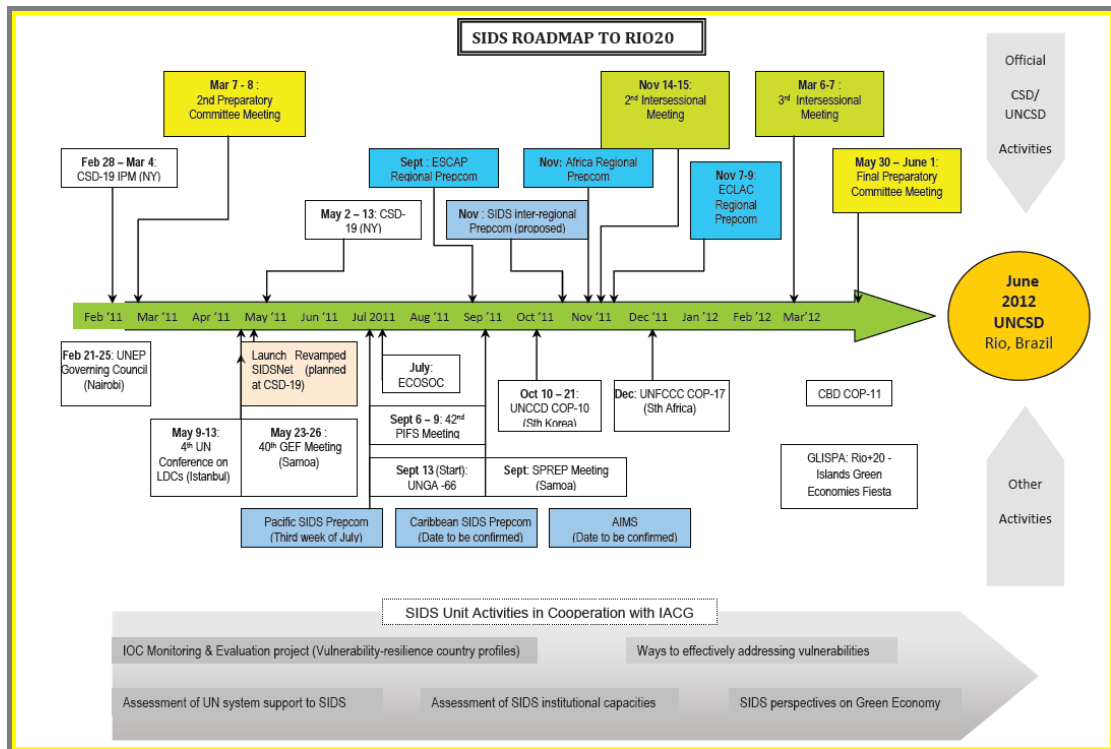 SIDS ROADMAP TO RIO20
Official
CSD/
UNCSD
Activities
Mar 7 - 8 :
2nd Preparatory
Committee Meeting
Nov 14-15:
2nd Intersessional
Meeting
Mar 6-7 :
3rd Intersessional
Meeting
Feb 28 – Mar 4:
CSD-19 IPM (NY)
Sept : ESCAP
Regional Prepcom
Nov: Africa Regional
Prepcom
May 30 – June 1:
Final Preparatory
Committee Meeting
Nov 7-9:
ECLAC
Regional
Prepcom
May 2 – 13: CSD-
19 (NY)
Nov : SIDS inter-regional
Prepcom (proposed)
Feb '11 Mar '11 Apr '11 May '11 Jun '11 Jul 2011 Aug '11 Sep '11 Oct '11 Nov '11 Dec '11 Jan '12 Feb '12 Mar'12
June
2012
UNCSD
Rio, Brazil
Feb 21-25: UNEP
Governing Council
(Nairobi)
Launch Revamped
SIDSNet (planned
at CSD-19)
July:
ECOSOC
Oct 10 – 21:
UNCCD COP-10
(Sth Korea)
Dec: UNFCCC COP-17
(Sth Africa)
CBD COP-11
May 9-13:
4th UN
Conference on
LDCs (Istanbul)
May 23-26 :
40th GEF Meeting
(Samoa)
Sept 6 – 9: 42nd
PIFS Meeting
Sept 13 (Start):
UNGA -66
Sept: SPREP Meeting
(Samoa)
GLISPA: Rio+20 -
Islands Green
Economies Fiesta
Other
Activities
Pacific SIDS Prepcom
(Third week of July)
Caribbean SIDS Prepcom
(Date to be confirmed)
AIMS
(Date to be confirmed)
SIDS Unit Activities in Cooperation with IACG
IOC Monitoring & Evaluation project (Vulnerability-resilience country profiles)
Ways to effectively addressing vulnerabilities
Assessment of UN system support to SIDS
Assessment of SIDS institutional capacities
SIDS perspectives on Green Economy